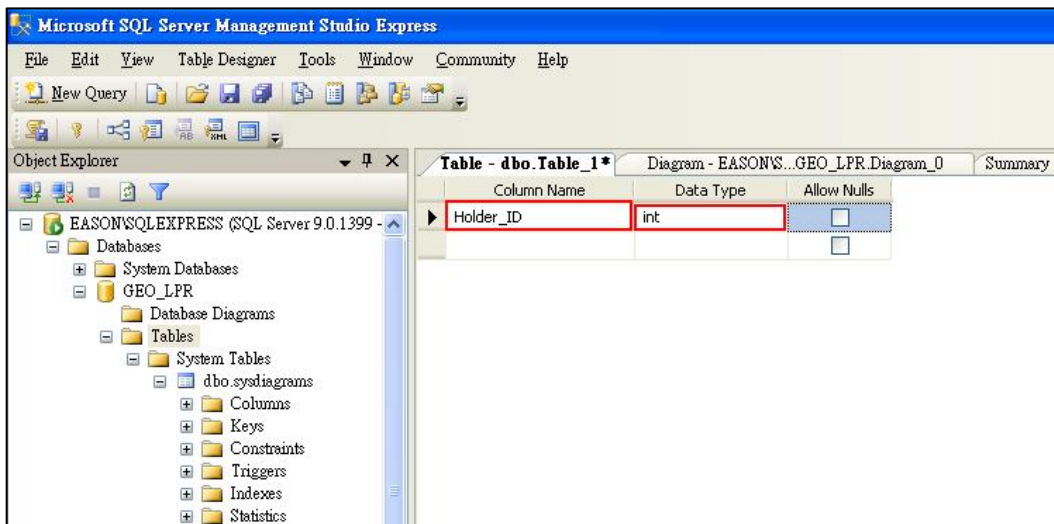 Microsoft SQL Server Management Studio Express
File Edit View Table Designer Tools Window Community Help
New Query
Object Explorer
Table - dbo.Table_1* Diagram - EASON\S...GEO_LPR.Diagram_0 Summary
Column Name Data Type Allow Nulls
Holder_ID int
EASON\SQLEXPRESS (SQL Server 9.0.1399 -
Databases
System Databases
GEO_LPR
Database Diagrams
Tables
System Tables
dbo.sysdiagrams
Columns
Keys
Constraints
Triggers
Indexes
Statistics